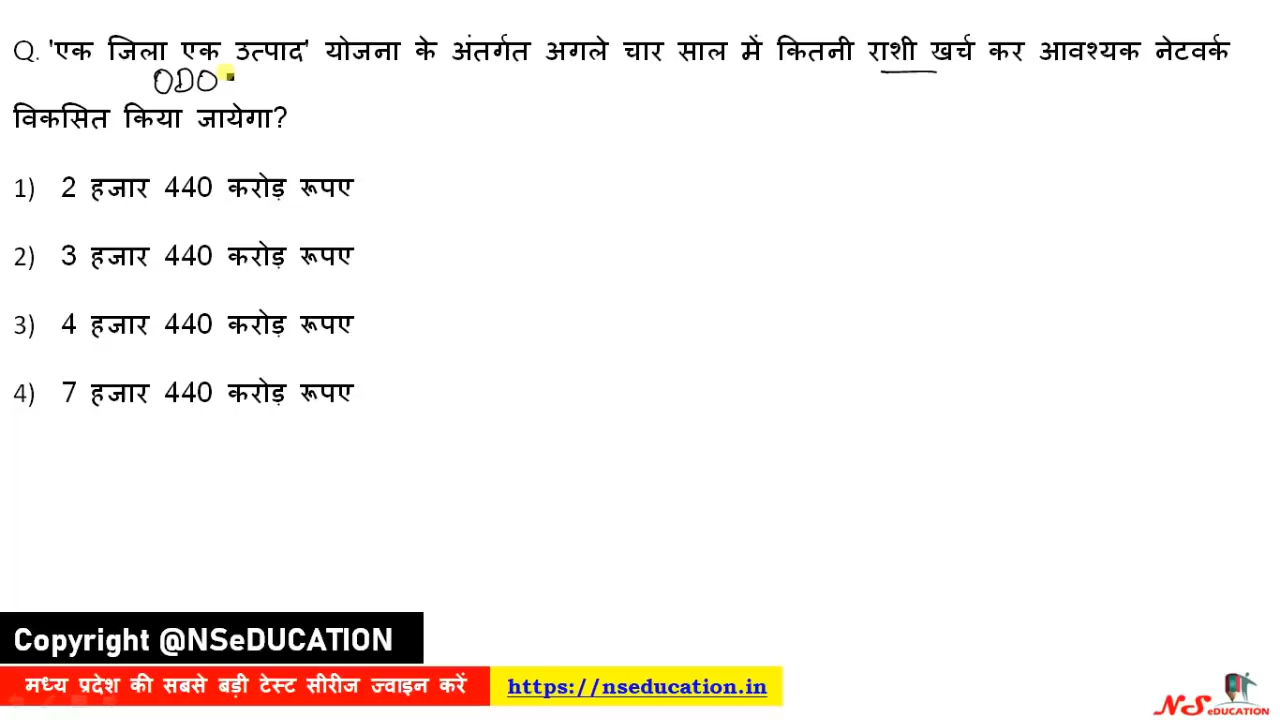 Q. 'एक जिला एक उत्पाद' योजना के अंतर्गत अगले चार साल में कितनी राशी खर्च कर आवश्यक नेटवर्क
ODO
विकसित किया जायेगा?
1) 2 हजार 440 करोड़ रूपए
2) 3 हजार 440 करोड़ रूपए
3) 4 हजार 440 करोड़ रूपए
4) 7 हजार 440 करोड़ रूपए
Copyright @NSeDUCATION
मध्य प्रदेश की सबसे बड़ी टेस्ट सीरीज ज्वाइन करें https://nseducation.in
NS eDUCATION